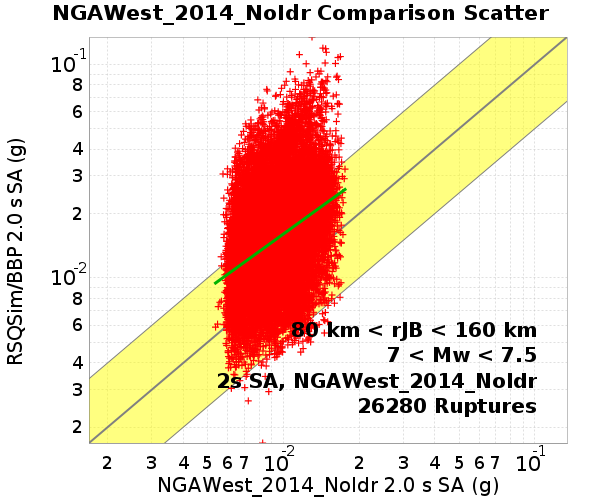 NGAWest_2014_NoIdr Comparison Scatter
RSQSim/BBP 2.0 s SA (g)
10-1
8
6
4
3
2
10-2
8
6
4
3
2
80 km < rJB < 160 km
7 < Mw < 7.5
2s SA, NGAWest_2014_NoIdr
26280 Ruptures
2 3 4 5 6 7 10-2 2 3 4 5 6 7 10-1
NGAWest_2014_NoIdr 2.0 s SA (g)